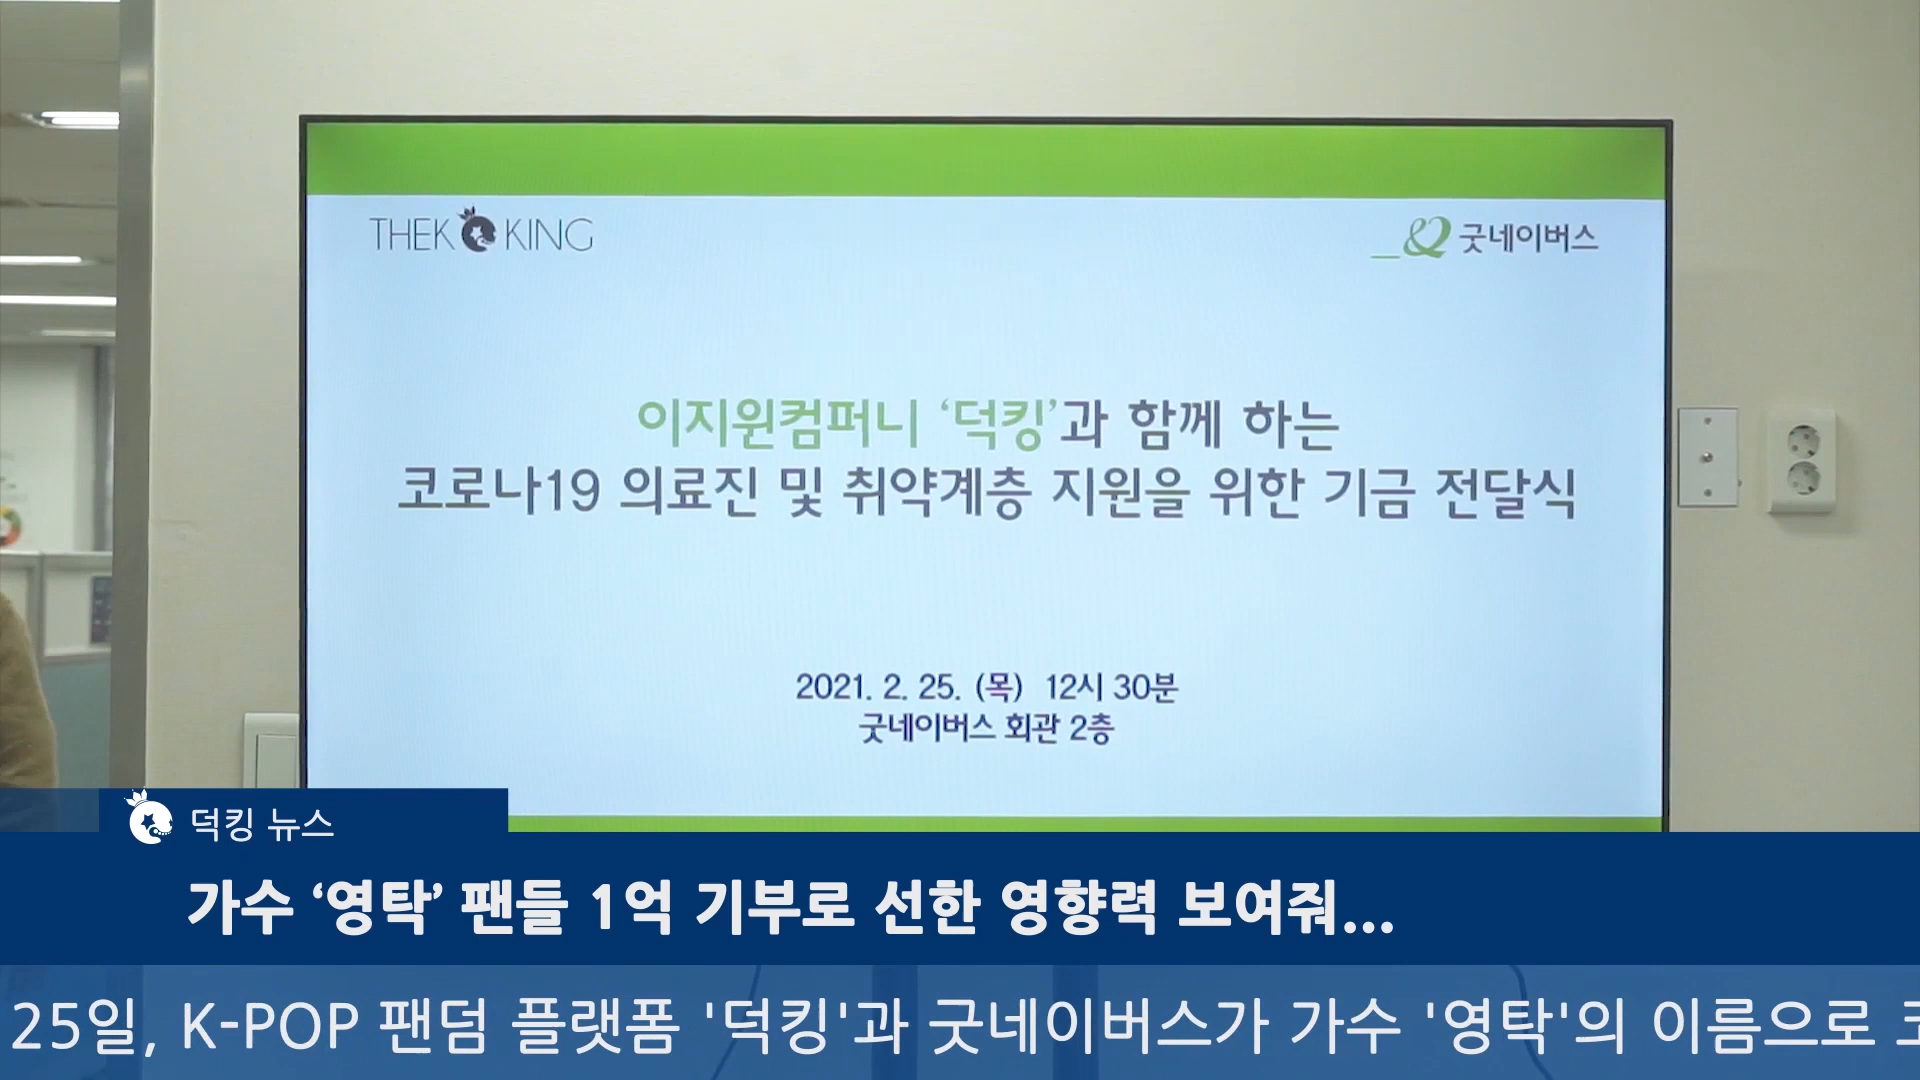 THEK KING
굿네이버스
이지원컴퍼니 ‘덕킹’과 함께 하는
코로나19 의료진 및 취약계층 지원을 위한 기금 전달식
2021. 2. 25. (목) 12시 30분
굿네이버스 회관 2층
덕킹 뉴스
가수 ‘영탁’ 팬들 1억 기부로 선한 영향력 보여줘...
25일, K-POP 팬덤 플랫폼 '덕킹'과 굿네이버스가 가수 '영탁'의 이름으로